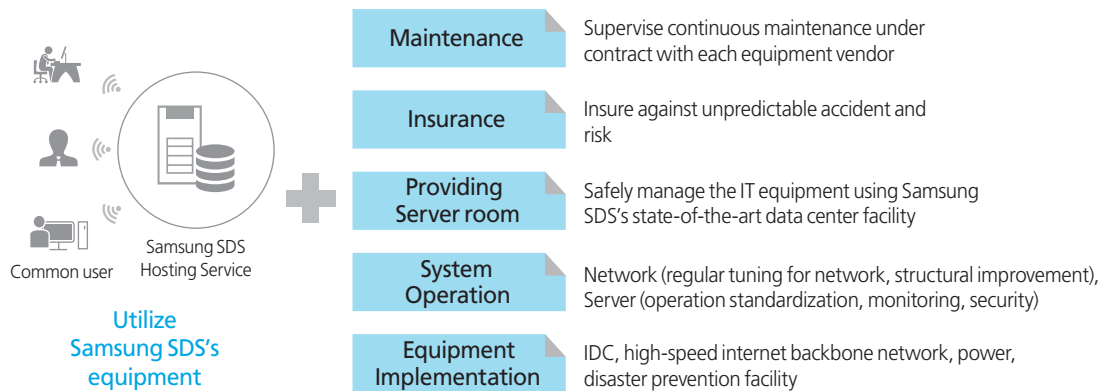 Common user
Samsung SDS
Hosting Service
Utilize
Samsung SDS's
equipment
Maintenance
Supervise continuous maintenance under
contract with each equipment vendor
Insurance
Insure against unpredictable accident and
risk
Providing
Server room
Safely manage the IT equipment using Samsung
SDS's state-of-the-art data center facility
System
Operation
Network (regular tuning for network, structural improvement),
Server (operation standardization, monitoring, security)
Equipment
Implementation
IDC, high-speed internet backbone network, power,
disaster prevention facility